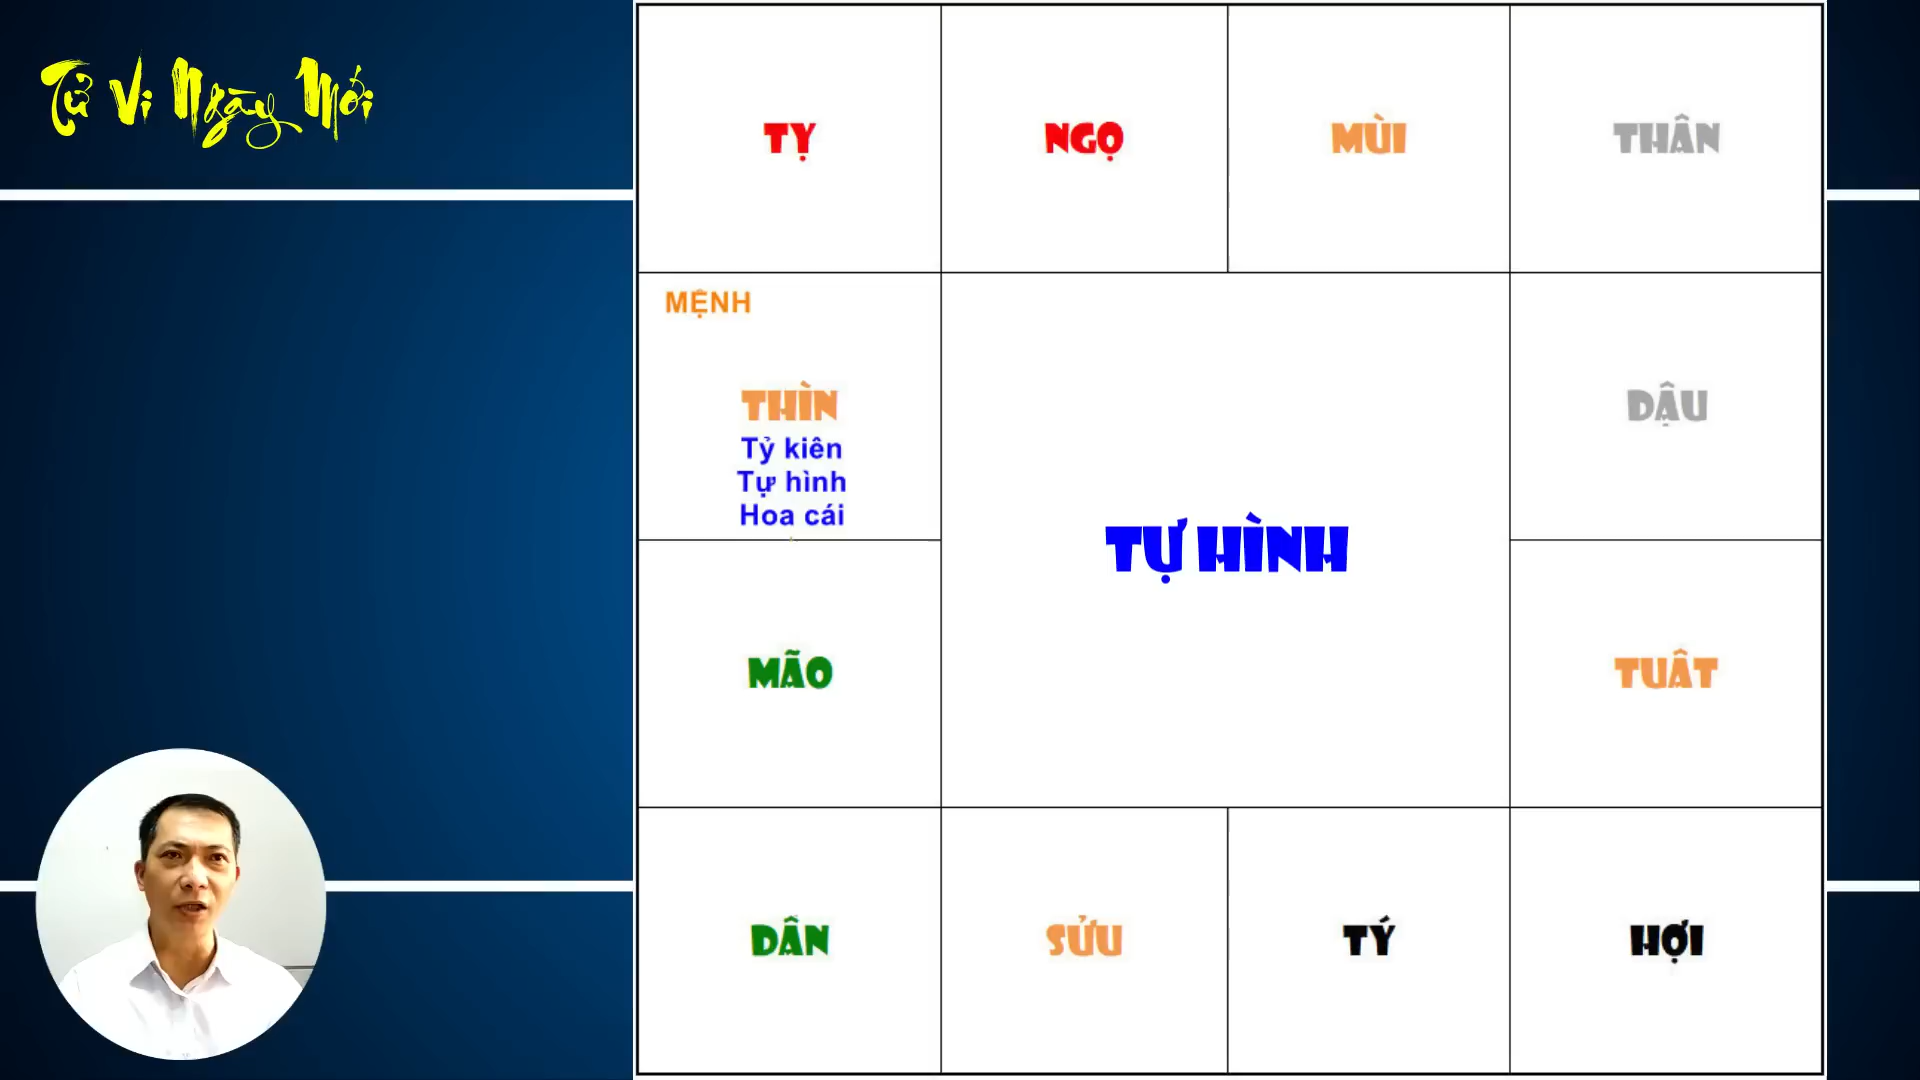 Tử Vi Ngày Mới
TỴ
NGỌ
MÙI
THÂN
MỆNH
THÌN
Tỷ kiên
Tự hình
Hoa cái
DẬU
TỰ HÌNH
MÃO
TUẤT
DẦN
SỬU
TÝ
HỢI